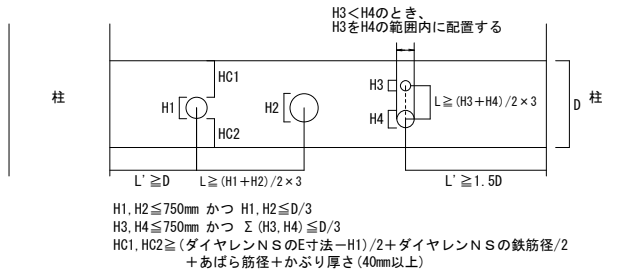 H3＜H4のとき、
H3をH4の範囲内に配置する
HC1
柱
H1
H2
H3
L≧(H3+H4)/2×3
D
柱
H4
HC2
L'≧D
L≧(H1+H2)/2×3
L'≧1.5D
H1,H2≦750mm かつ H1,H2≦D/3
H3,H4≦750mm かつ Σ(H3,H4)≦D/3
HC1,HC2≧(ダイヤレンNSのE寸法－H1)/2＋ダイヤレンNSの鉄筋径/2
＋あばら筋径＋かぶり厚さ(40mm以上)